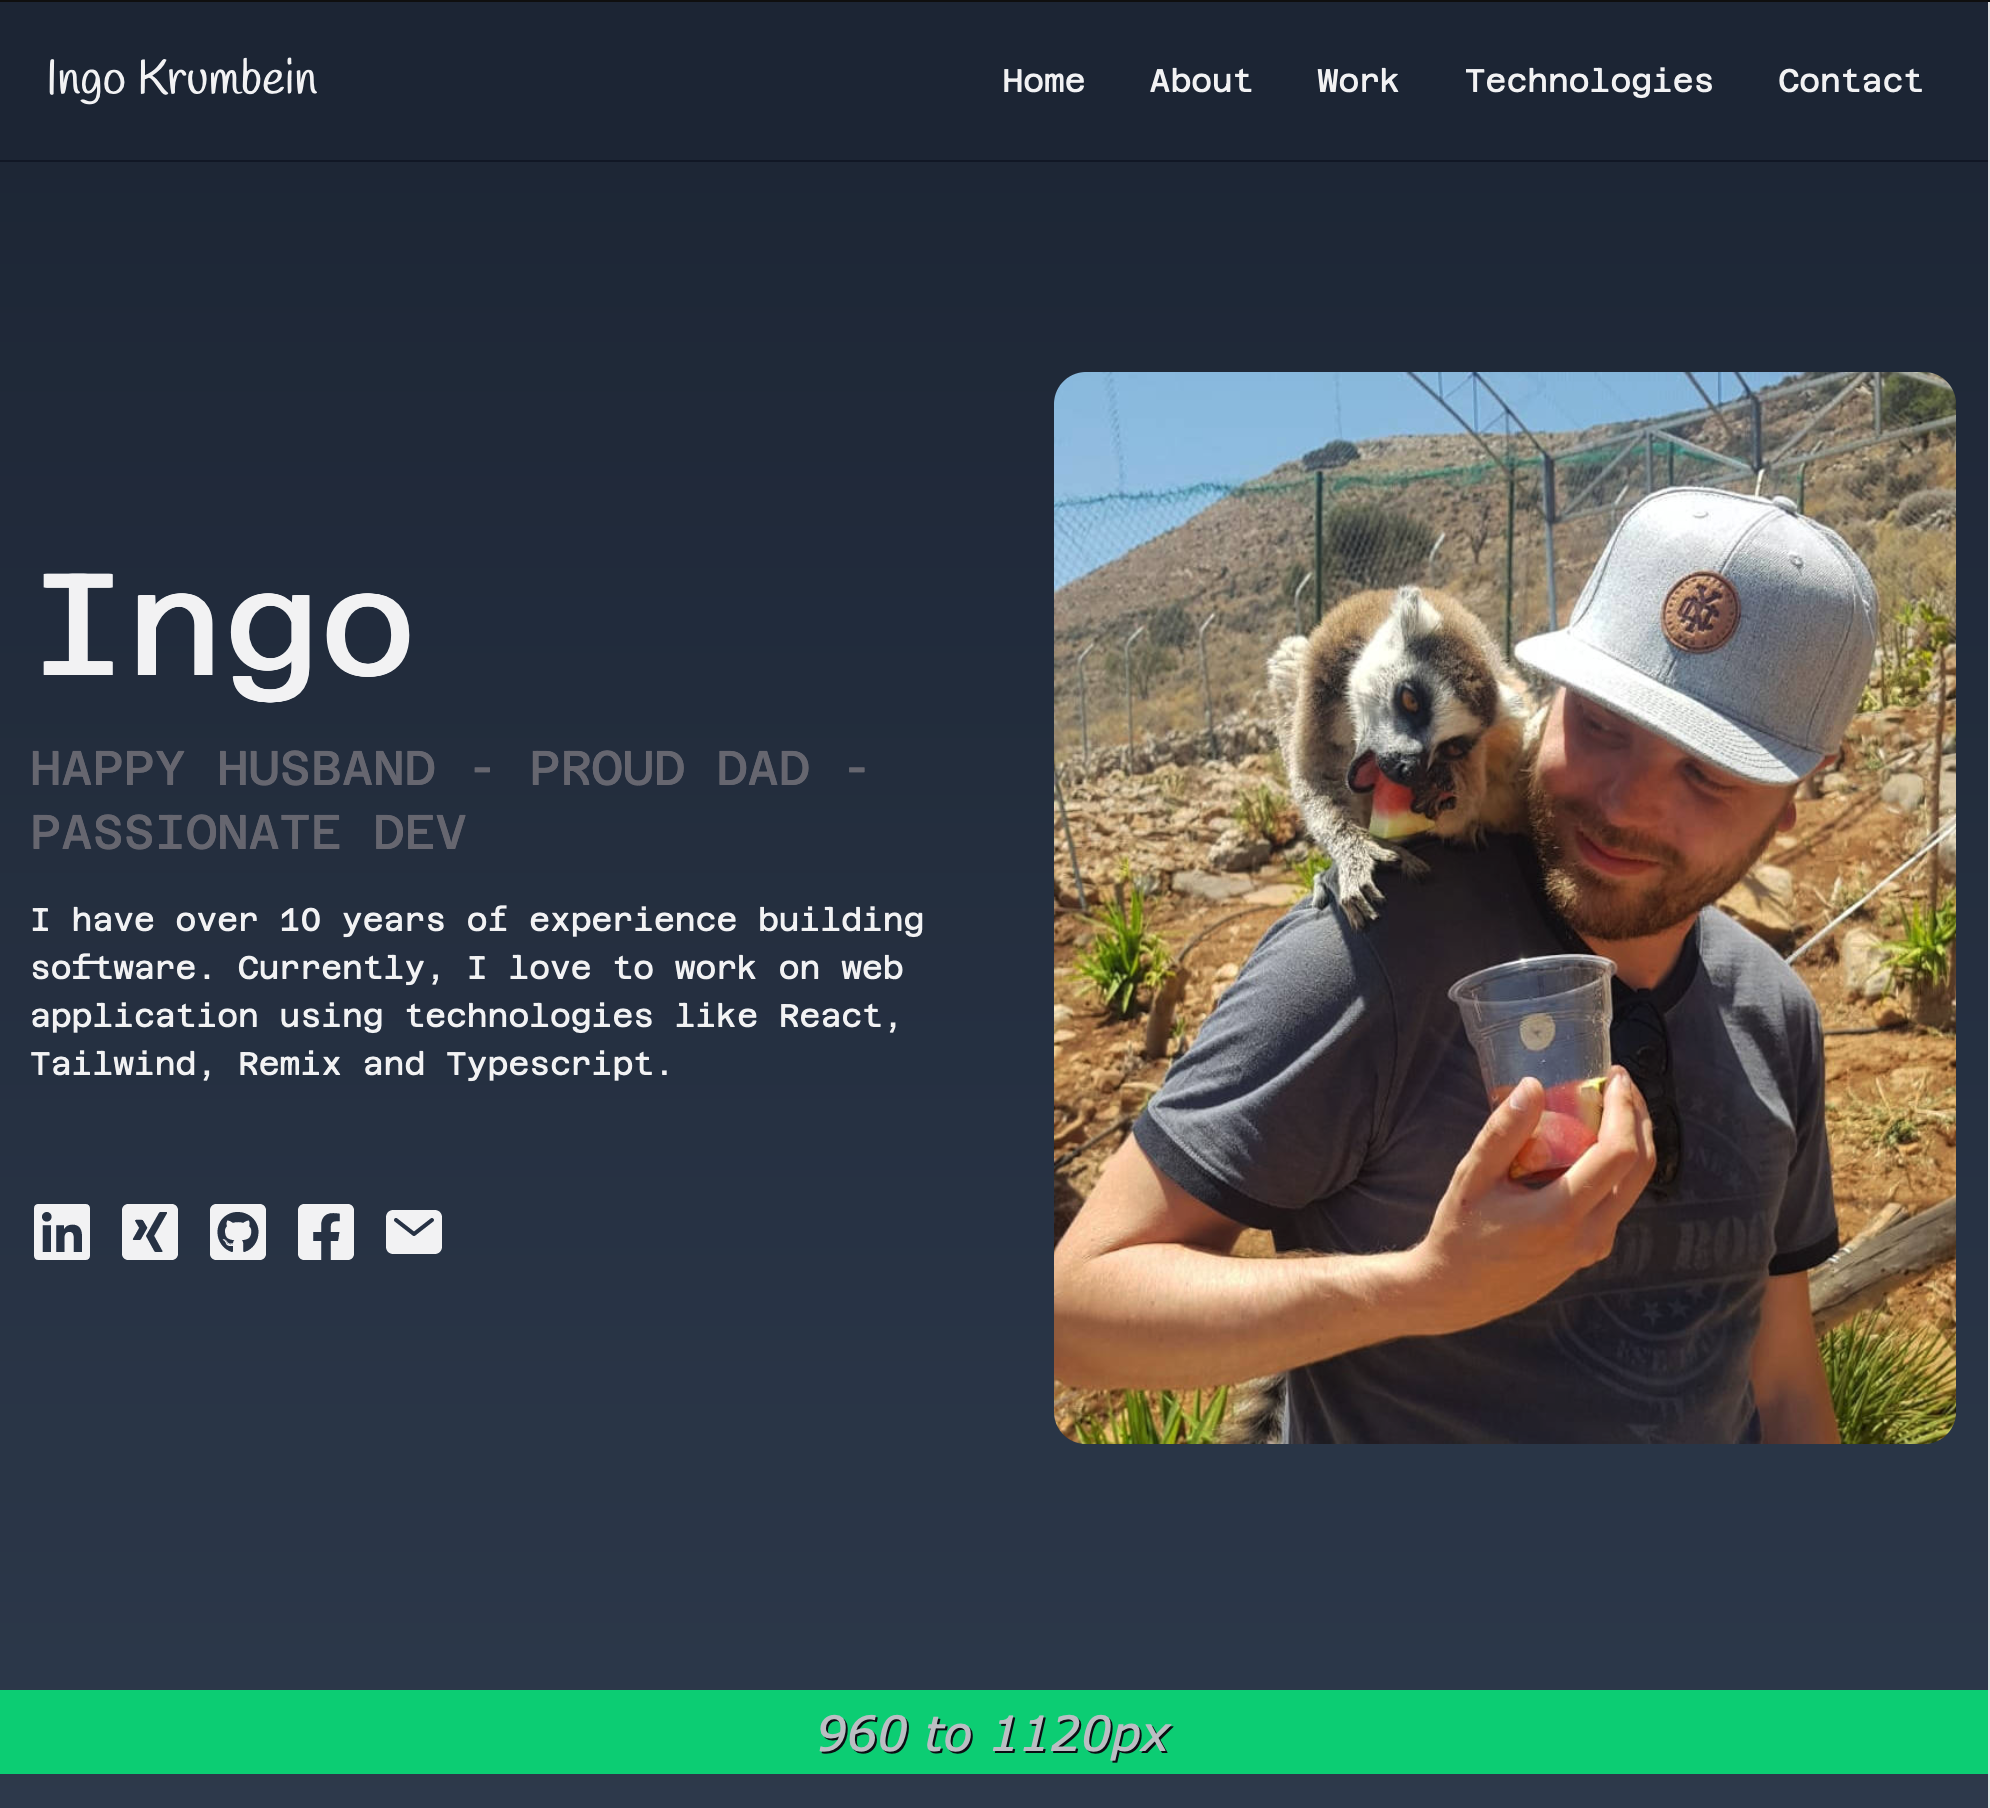 Ingo Krumbein
Home About Work Technologies Contact
Ingo
HAPPY HUSBAND - PROUD DAD -
PASSIONATE DEV
I have over 10 years of experience building
software. Currently, I love to work on web
application using technologies like React,
Tailwind, Remix and Typescript.
in
960 to 1120px